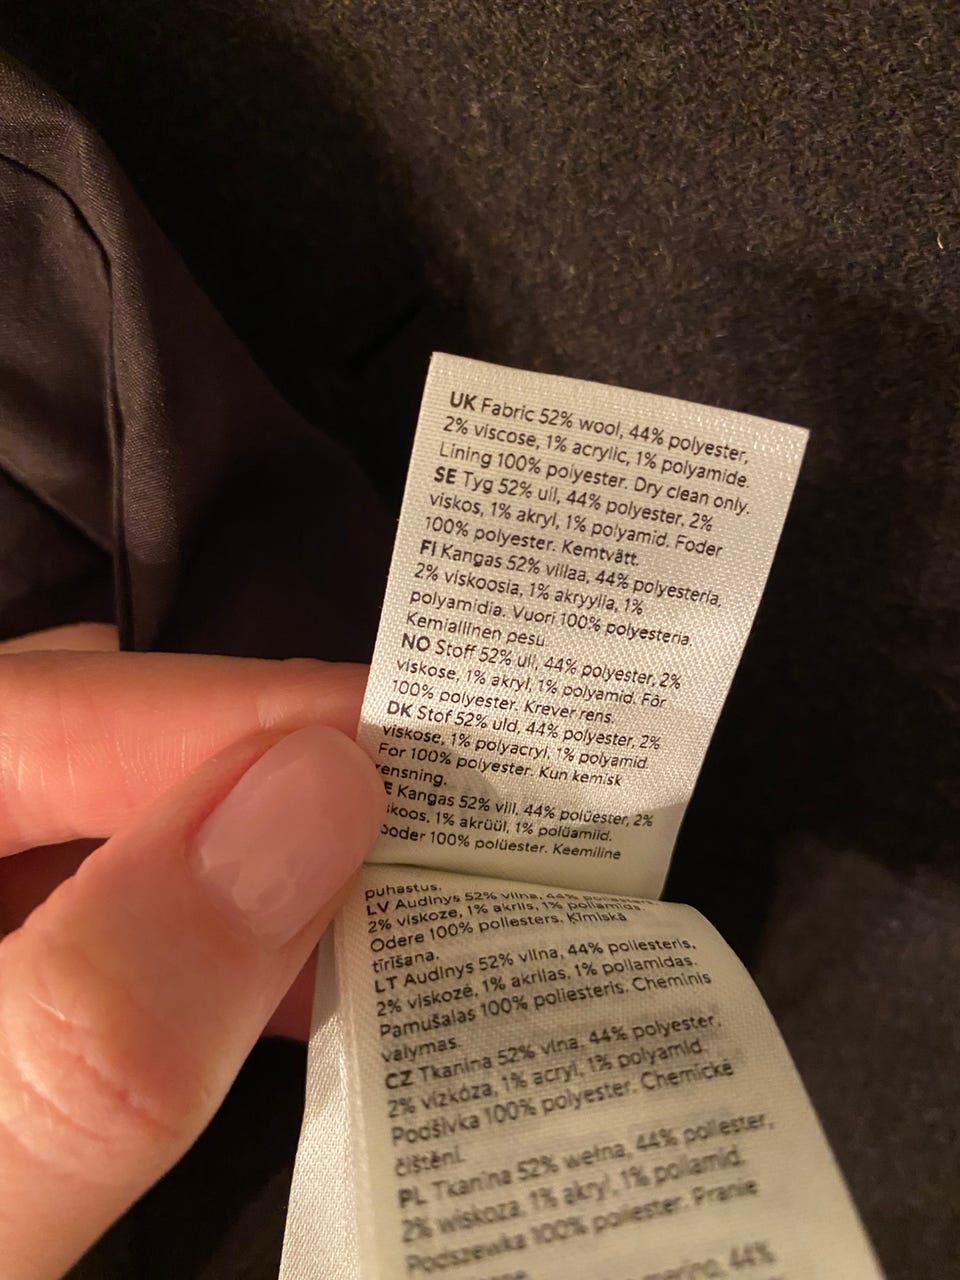 UK Fabric 52% wool, 44% polyester,
2% viscose, 1% acrylic, 1% polyamide.
Lining 100% polyester. Dry clean only.
SE Tyg 52% ull, 44% polyester, 2%
viskos, 1% akryl, 1% polyamid. Foder
100% polyester. Kemtvätt.
FI Kangas 52% villaa, 44% polyesteria,
2% viskoosia, 1% akryylia, 1%
polyamidia. Vuori 100% polyesteria.
Kemiallinen pesu.
NO Stoff 52% ull, 44% polyester, 2%
viskose, 1% akryl, 1% polyamid. Fôr
100% polyester. Krever rens.
DK Stof 52% uld, 44% polyester, 2%
viskose, 1% polyacryl, 1% polyamid.
For 100% polyester. Kun kemisk
rensning.
E Kangas 52% vill, 44% polüester, 2%
skoos, 1% akrüül, 1% polüamiid.
ooder 100% polüester. Keemiline
puhastus.
LV Audinys 52% vilna, 44% poliesters
2% viskoze, 1% akrils, 1% poliamids.
Odere 100% poliesters. Ķīmiskā
tīrīšana.
LT Audinys 52% vilna, 44% poliesteris,
2% viskozė, 1% akrilas, 1% poliamidas.
Pamušalas 100% poliesteris. Cheminis
valymas.
CZ Tkanina 52% vlna, 44% polyester,
2% vizkóza, 1% acryl, 1% polyamid.
Podšívka 100% polyester. Chemické
čištění.
PL Tkanina 52% wełna, 44% poliester,
2% wiskoza, 1% akryl, 1% poliamid.
Podszewka 100% poliester. Pranie
merino, 44%